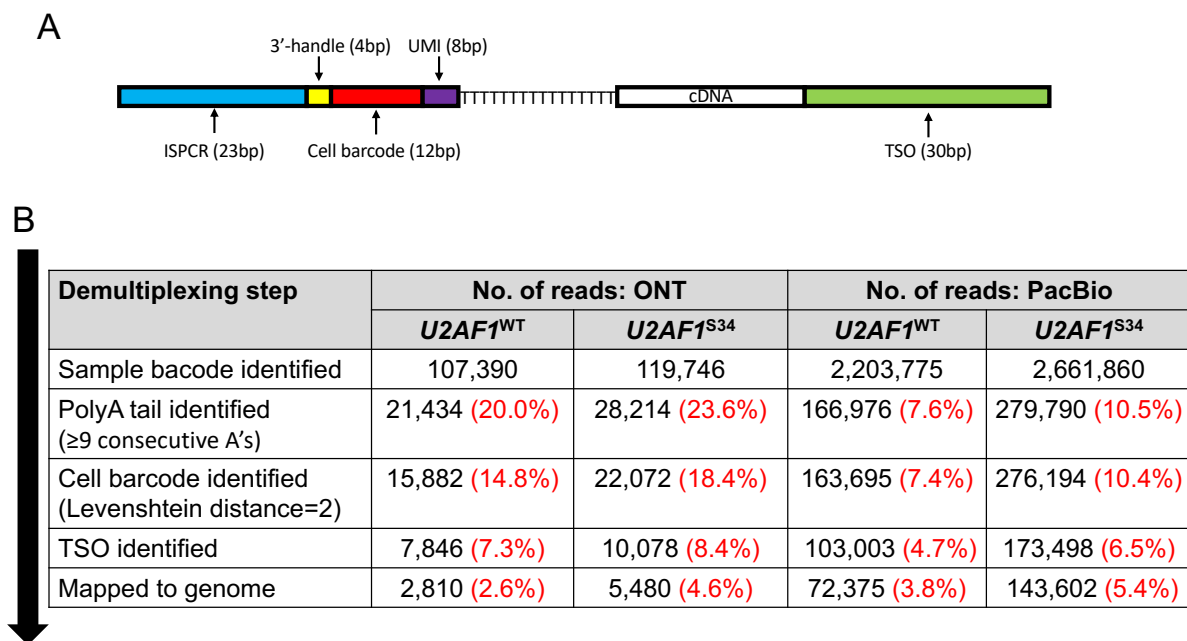 A
3’-handle (4bp) UMI (8bp)
TTTTTTTTTTTTTTTTTT
cDNA
ISPCR (23bp) Cell barcode (12bp) TSO (30bp)
B
Demultiplexing step No. of reads: ONT No. of reads: PacBio
U2AF1WT U2AF1S34 U2AF1WT U2AF1S34
Sample bacode identified 107,390 119,746 2,203,775 2,661,860
PolyA tail identified 21,434 (20.0%) 28,214 (23.6%) 166,976 (7.6%) 279,790 (10.5%)
(≥9 consecutive A’s)
Cell barcode identified 15,882 (14.8%) 22,072 (18.4%) 163,695 (7.4%) 276,194 (10.4%)
(Levenshtein distance=2)
TSO identified 7,846 (7.3%) 10,078 (8.4%) 103,003 (4.7%) 173,498 (6.5%)
Mapped to genome 2,810 (2.6%) 5,480 (4.6%) 72,375 (3.8%) 143,602 (5.4%)